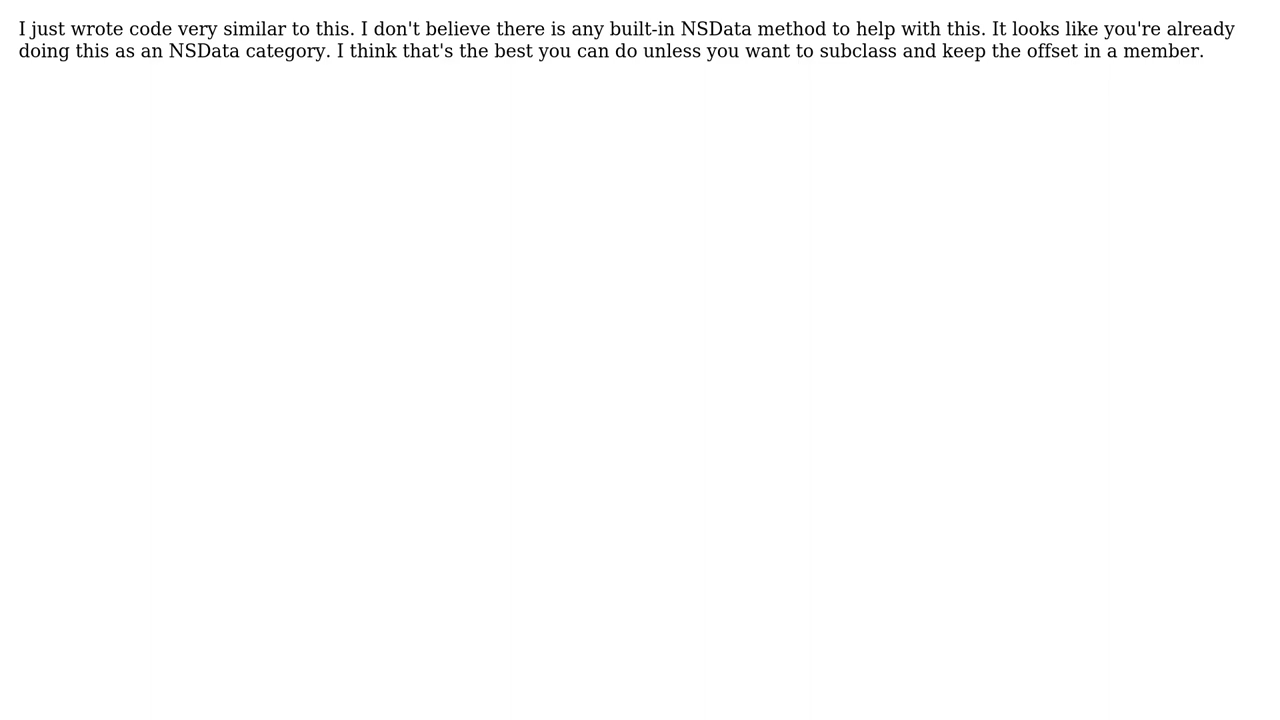 I just wrote code very similar to this. I don't believe there is any built-in NSData method to help with this. It looks like you're already
doing this as an NSData category. I think that's the best you can do unless you want to subclass and keep the offset in a member.